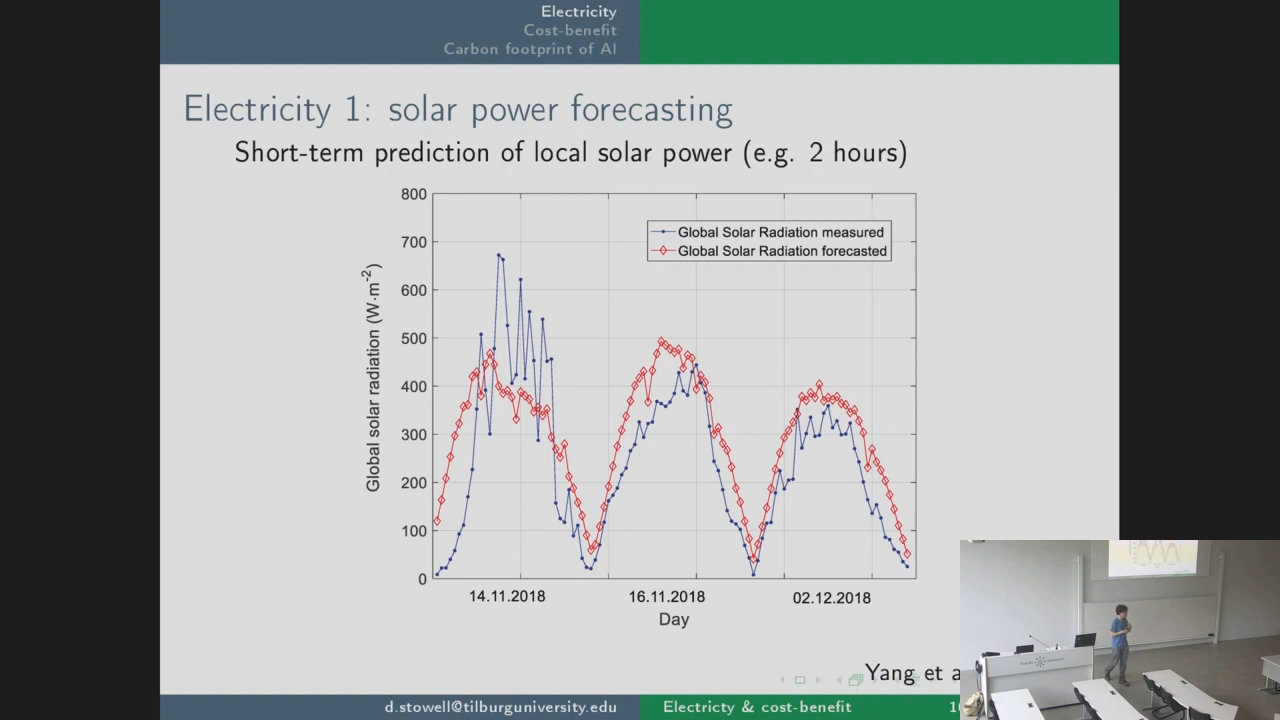 Electricity
Cost-benefit
Carbon footprint of AI
Electricity 1: solar power forecasting
Short-term prediction of local solar power (e.g. 2 hours)
800
700
600
500
400
300
200
100
0
Global solar radiation (W·m-2)
Global Solar Radiation measured
Global Solar Radiation forecasted
14.11.2018
16.11.2018
02.12.2018
Day
Yang et a
d.stowell@tilburguniversity.edu
Electricty & cost-benefit